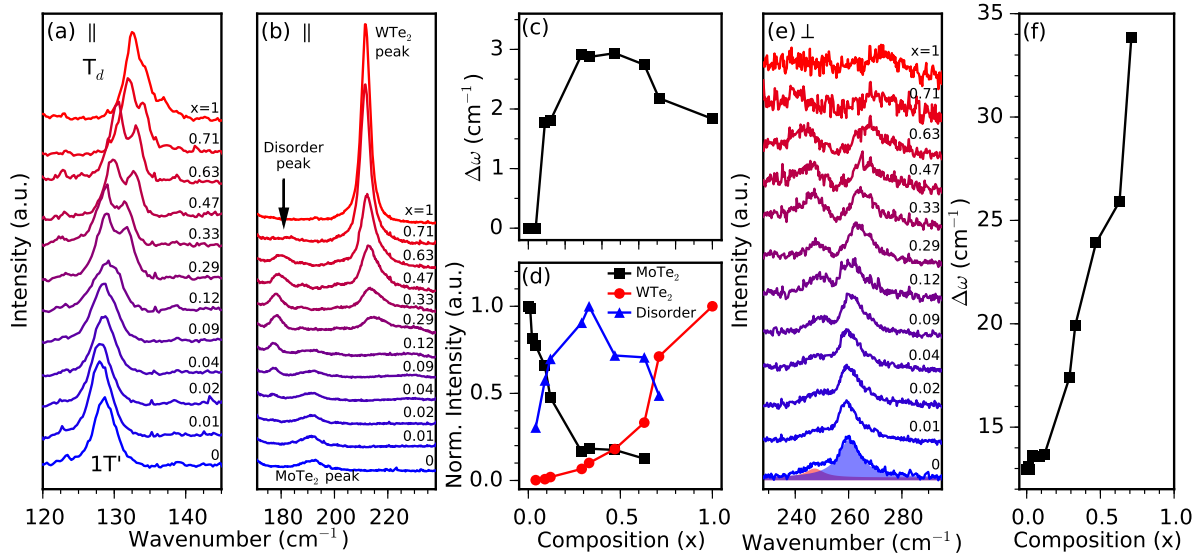 (a) ∥
T_d
x=1
0.71
0.63
0.47
0.33
0.29
0.12
0.09
0.04
0.02
0.01
0
1T'
Intensity (a.u.)
120 130 140
(b) ∥
WTe₂
peak
Disorder
peak
x=1
0.71
0.63
0.47
0.33
0.29
0.12
0.09
0.04
0.02
0.01
0
MoTe₂ peak
Intensity (a.u.)
180 200 220
Wavenumber (cm⁻¹)
(c)
3
2
1
0
Δω (cm⁻¹)
(d)
MoTe₂
WTe₂
Disorder
1.0
0.5
0.0
Norm. Intensity (a.u.)
0.0 0.5 1.0
Composition (x)
(e) ⊥
x=1
0.71
0.63
0.47
0.33
0.29
0.12
0.09
0.04
0.02
0.01
0
Intensity (a.u.)
240 260 280
Wavenumber (cm⁻¹)
(f)
35
30
25
20
15
Δω (cm⁻¹)
0.0 0.5 1.0
Composition (x)